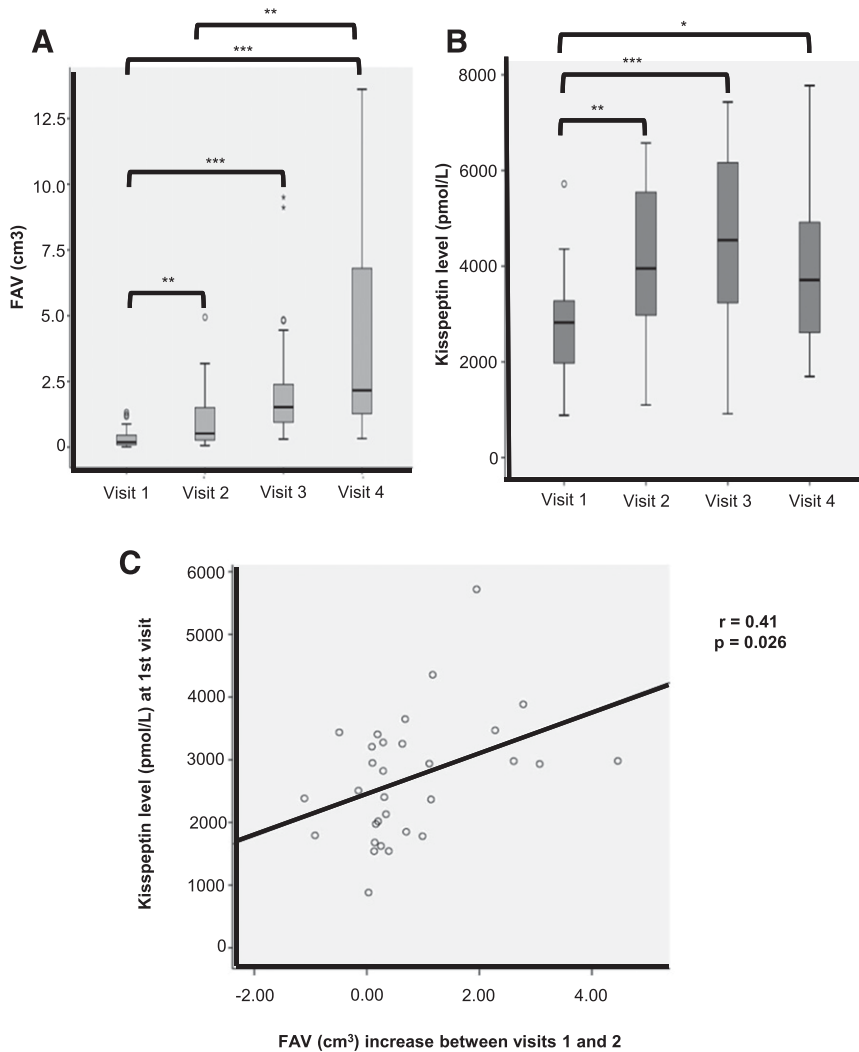 A
**
***
***
**
12.5
10.0
7.5
5.0
2.5
0
FAV (cm3)
Visit 1 Visit 2 Visit 3 Visit 4
B
*
***
**
8000
6000
4000
2000
0
Kisspeptin level (pmol/L)
Visit 1 Visit 2 Visit 3 Visit 4
C
6000
5000
4000
3000
2000
1000
0
Kisspeptin level (pmol/L) at 1st visit
r = 0.41
p = 0.026
-2.00 0.00 2.00 4.00
FAV (cm³) increase between visits 1 and 2